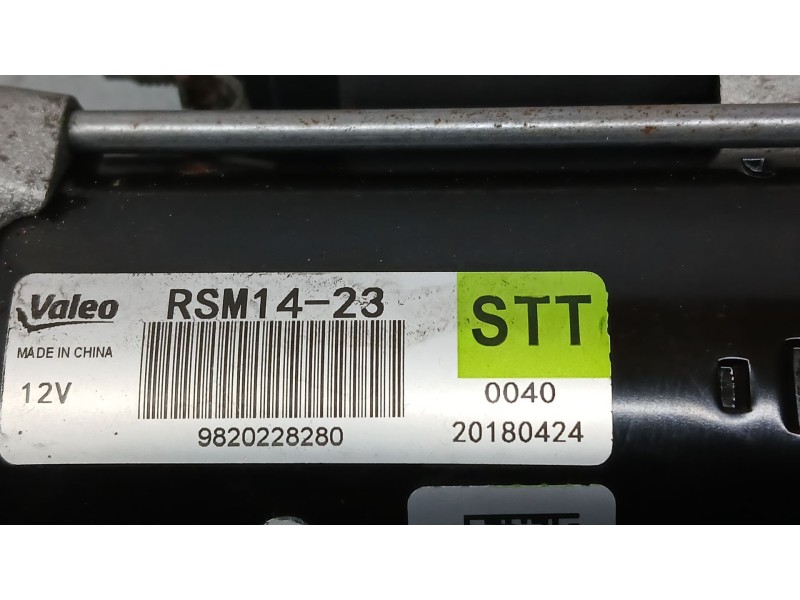 Valeo RSM14-23 STT
MADE IN CHINA
12V 0040
9820228280 20180424